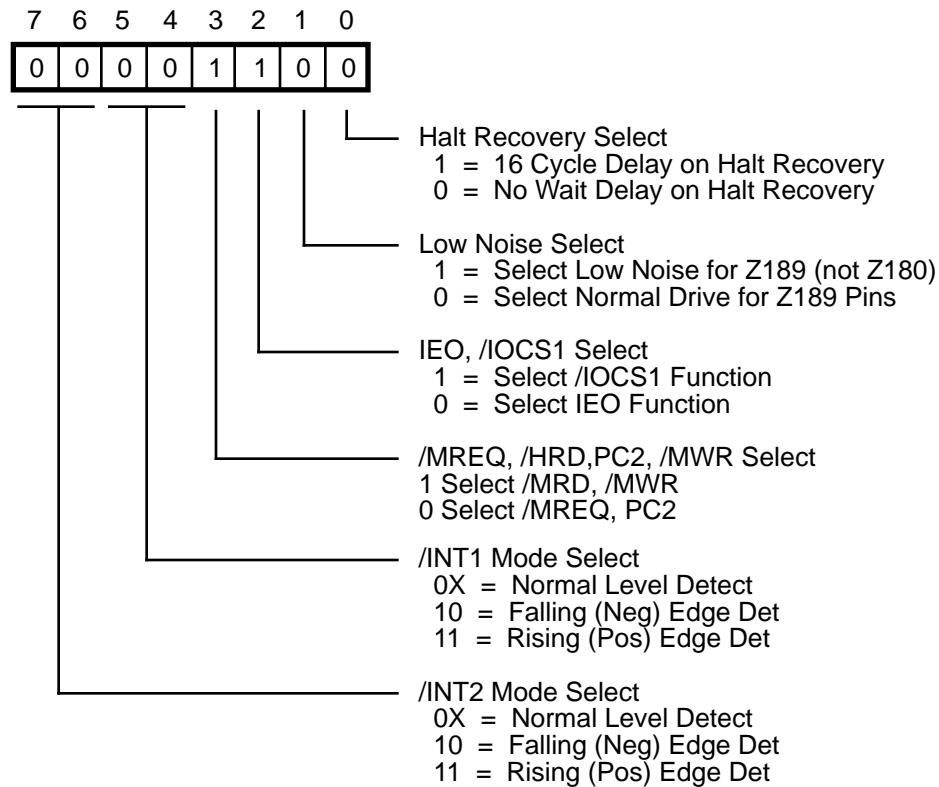 7 6 5 4 3 2 1 0
0 0 0 0 1 1 0 0
Halt Recovery Select
1 = 16 Cycle Delay on Halt Recovery
0 = No Wait Delay on Halt Recovery
Low Noise Select
1 = Select Low Noise for Z189 (not Z180)
0 = Select Normal Drive for Z189 Pins
IEO, /IOCS1 Select
1 = Select /IOCS1 Function
0 = Select IEO Function
/MREQ, /HRD,PC2, /MWR Select
1 Select /MRD, /MWR
0 Select /MREQ, PC2
/INT1 Mode Select
0X = Normal Level Detect
10 = Falling (Neg) Edge Det
11 = Rising (Pos) Edge Det
/INT2 Mode Select
0X = Normal Level Detect
10 = Falling (Neg) Edge Det
11 = Rising (Pos) Edge Det